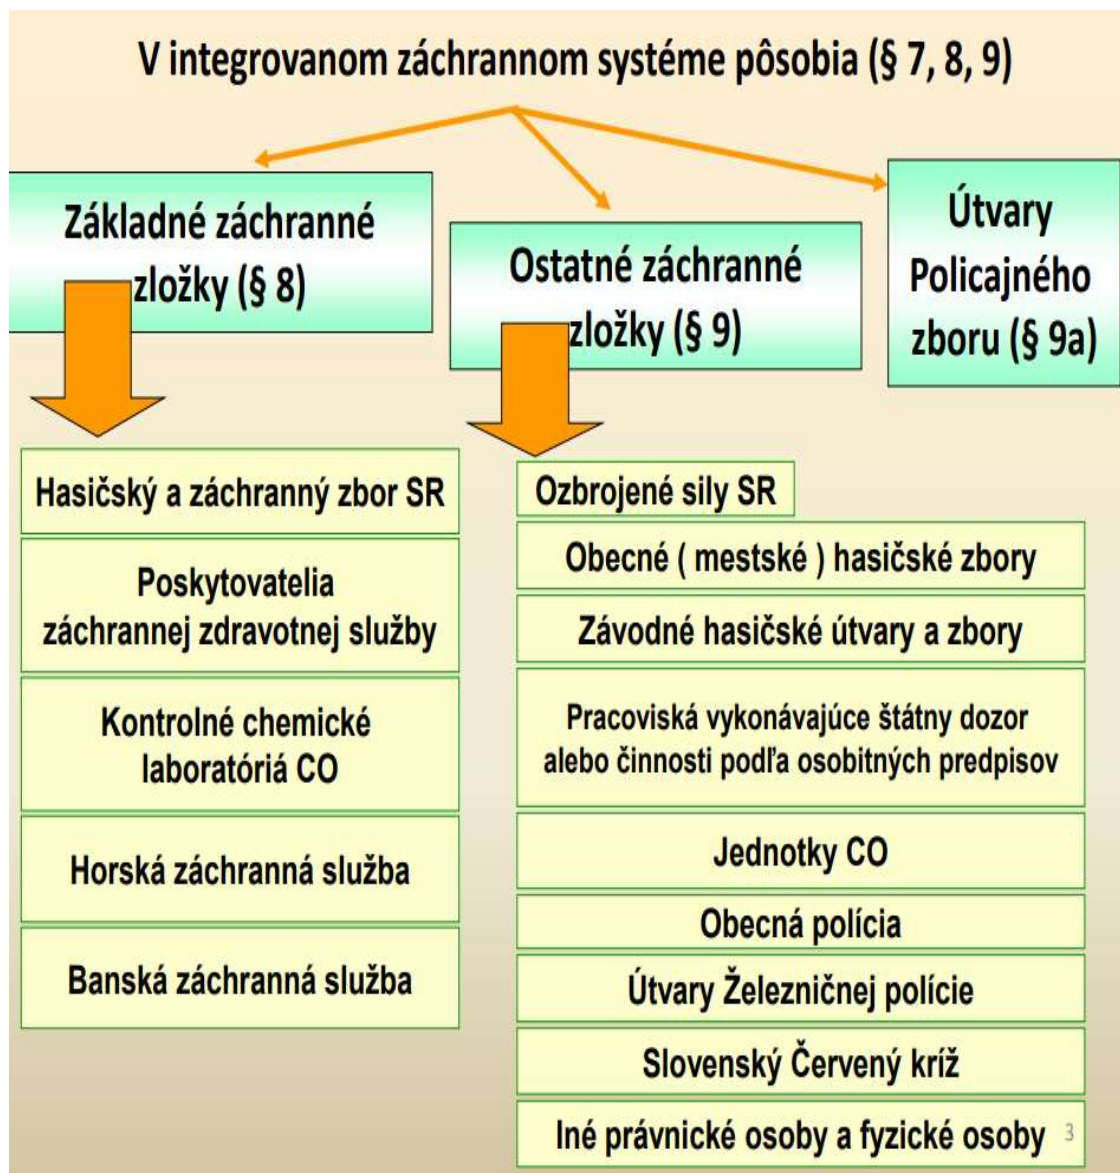 V integrovanom záchrannom systéme pôsobia (§ 7, 8, 9)
Základné záchranné
zložky (§ 8)
Ostatné záchranné
zložky (§ 9)
Útvary
Policajného
zboru (§ 9a)
Hasičský a záchranný zbor SR
Poskytovatelia
záchrannej zdravotnej služby
Kontrolné chemické
laboratóriá CO
Horská záchranná služba
Banská záchranná služba
Ozbrojené sily SR
Obecné ( mestské ) hasičské zbory
Závodné hasičské útvary a zbory
Pracoviská vykonávajúce štátny dozor
alebo činnosti podľa osobitných predpisov
Jednotky CO
Obecná polícia
Útvary Železničnej polície
Slovenský Červený kríž
Iné právnické osoby a fyzické osoby
3